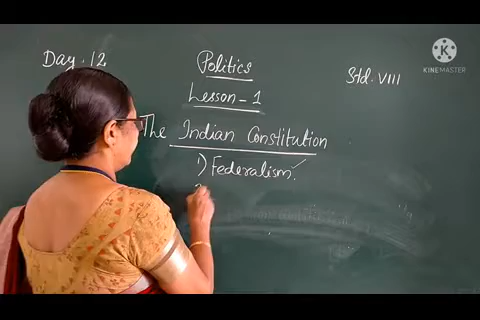 Day. 12
Politics
Std. VIII
Lesson - 1
The Indian Constitution
1) Federalism.
KINEMASTER